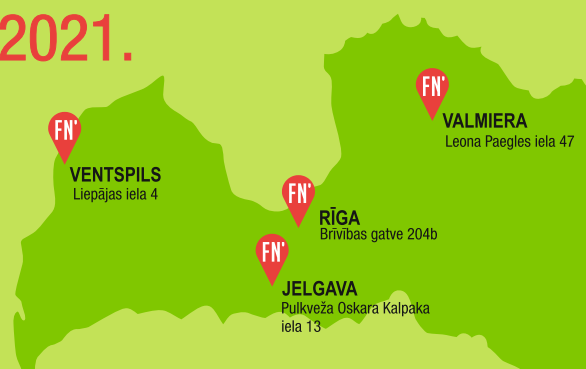 2021.
FN'
VALMIERA
Leona Paegles iela 47
FN'
VENTSPILS
Liepājas iela 4
FN'
RĪGA
Brīvības gatve 204b
FN'
JELGAVA
Pulkveža Oskara Kalpaka
iela 13